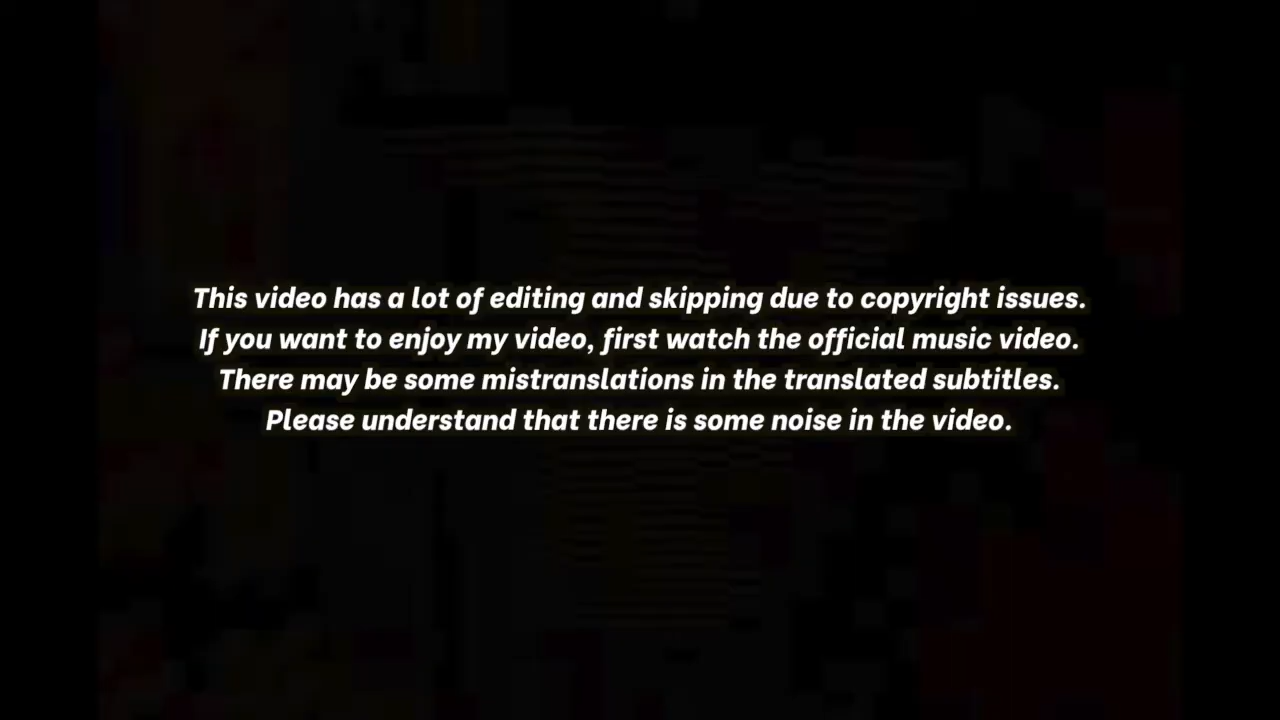 This video has a lot of editing and skipping due to copyright issues.
If you want to enjoy my video, first watch the official music video.
There may be some mistranslations in the translated subtitles.
Please understand that there is some noise in the video.